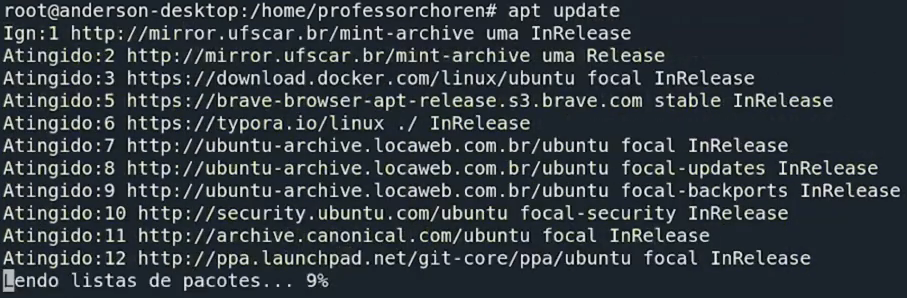 root@anderson-desktop:/home/professorchoren# apt update
Ign:1 http://mirror.ufscar.br/mint-archive uma InRelease
Atingido:2 http://mirror.ufscar.br/mint-archive uma Release
Atingido:3 https://download.docker.com/linux/ubuntu focal InRelease
Atingido:5 https://brave-browser-apt-release.s3.brave.com stable InRelease
Atingido:6 https://typora.io/linux ./ InRelease
Atingido:7 http://ubuntu-archive.locaweb.com.br/ubuntu focal InRelease
Atingido:8 http://ubuntu-archive.locaweb.com.br/ubuntu focal-updates InRelease
Atingido:9 http://ubuntu-archive.locaweb.com.br/ubuntu focal-backports InRelease
Atingido:10 http://security.ubuntu.com/ubuntu focal-security InRelease
Atingido:11 http://archive.canonical.com/ubuntu focal InRelease
Atingido:12 http://ppa.launchpad.net/git-core/ppa/ubuntu focal InRelease
Lendo listas de pacotes... 9%